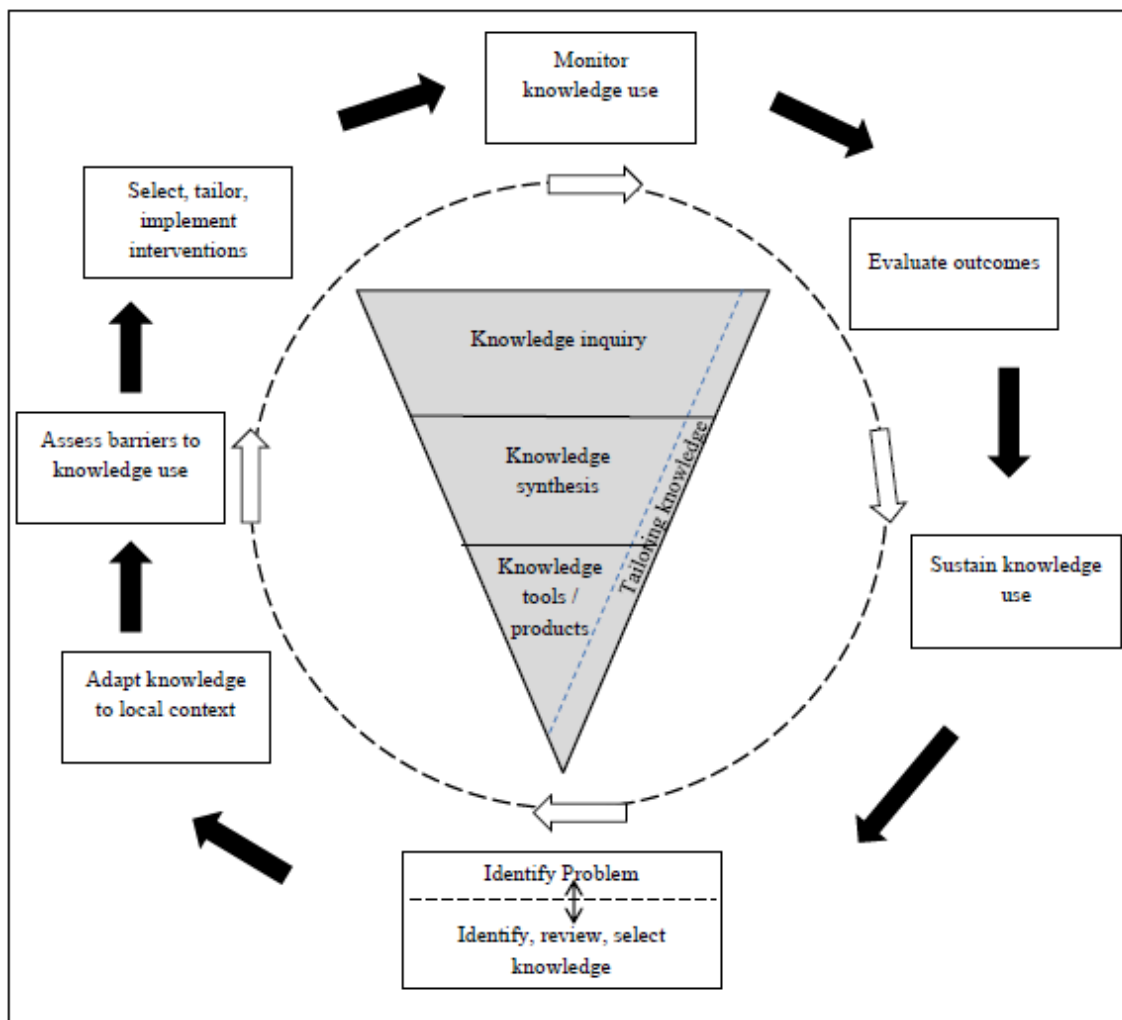 Monitor
knowledge use
Select, tailor,
implement
interventions
Evaluate outcomes
Knowledge inquiry
Assess barriers to
knowledge use
Knowledge
synthesis
Tailoring knowledge
Knowledge
tools /
products
Sustain knowledge
use
Adapt knowledge
to local context
Identify Problem
Identify, review, select
knowledge